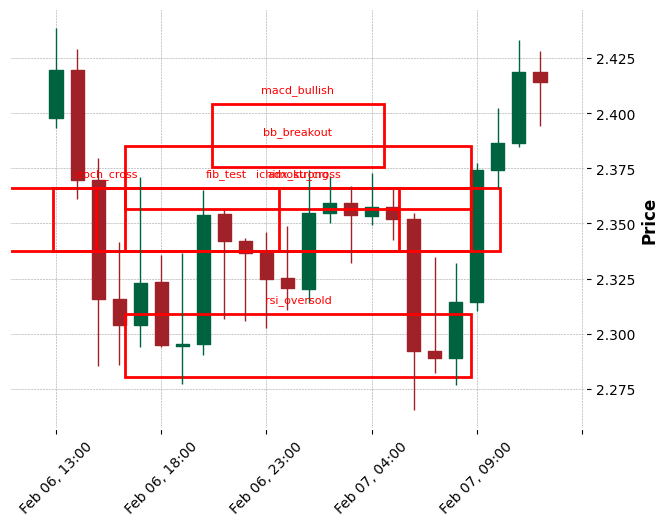 macd_bullish
bb_breakout
stoch_cross
fib_test
rsi_oversold
2.425
2.400
2.375
2.350
2.325
2.300
2.275
Price
Feb 06, 13:00
Feb 06, 18:00
Feb 06, 23:00
Feb 07, 04:00
Feb 07, 09:00